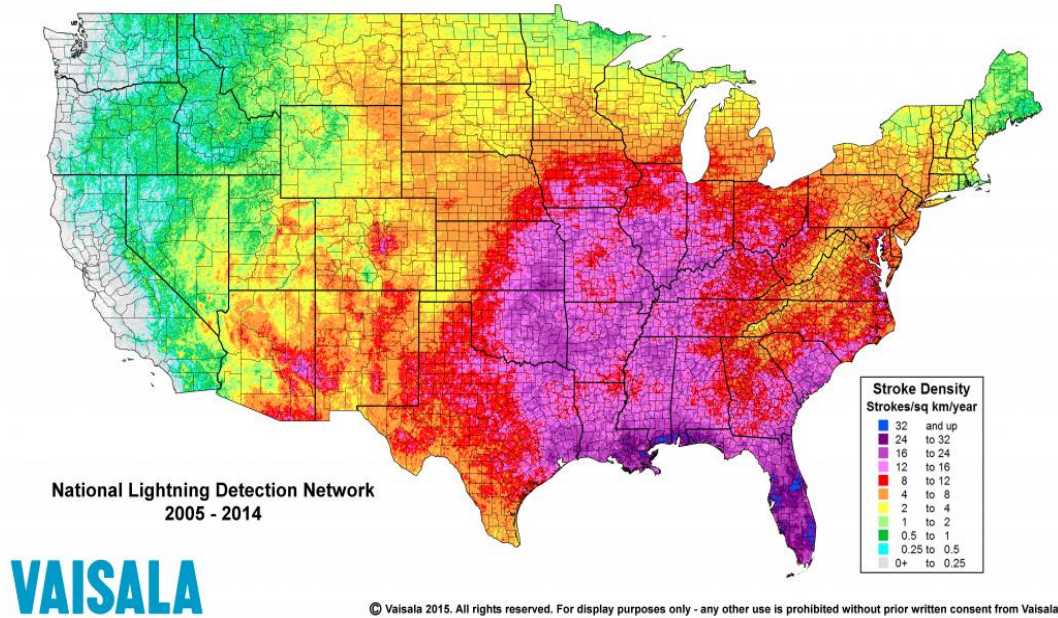 Stroke Density
Strokes/sq km/year
32 and up
24 to 32
16 to 24
12 to 16
8 to 12
4 to 8
2 to 4
1 to 2
0.5 to 1
0.25 to 0.5
0+ to 0.25
National Lightning Detection Network
2005 - 2014
VAISALA
© Vaisala 2015. All rights reserved. For display purposes only - any other use is prohibited without prior written consent from Vaisala